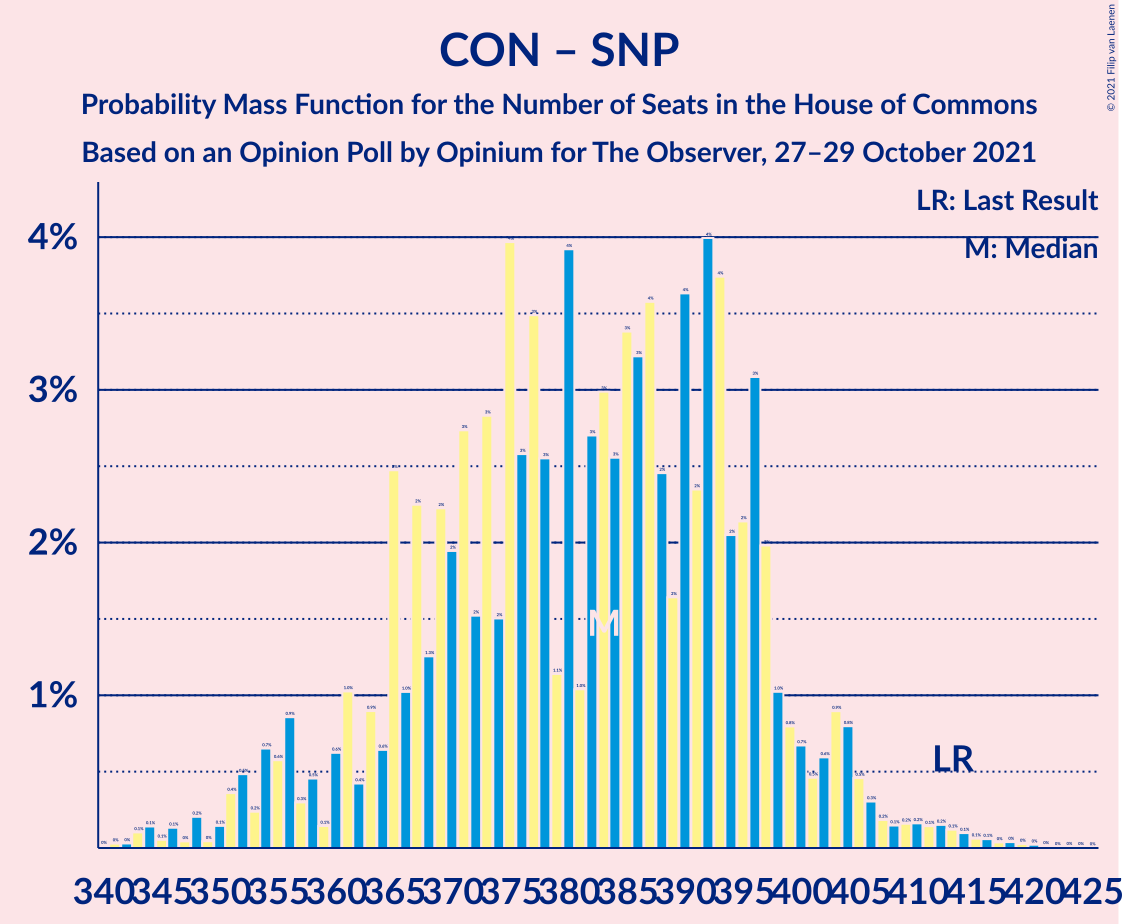 CON – SNP
Probability Mass Function for the Number of Seats in the House of Commons
Based on an Opinion Poll by Opinium for The Observer, 27–29 October 2021
© 2021 Filip van Laenen
LR: Last Result
M: Median
4%
3%
2%
1%
M
LR
340 345 350 355 360 365 370 375 380 385 390 395 400 405 410 415 420 425